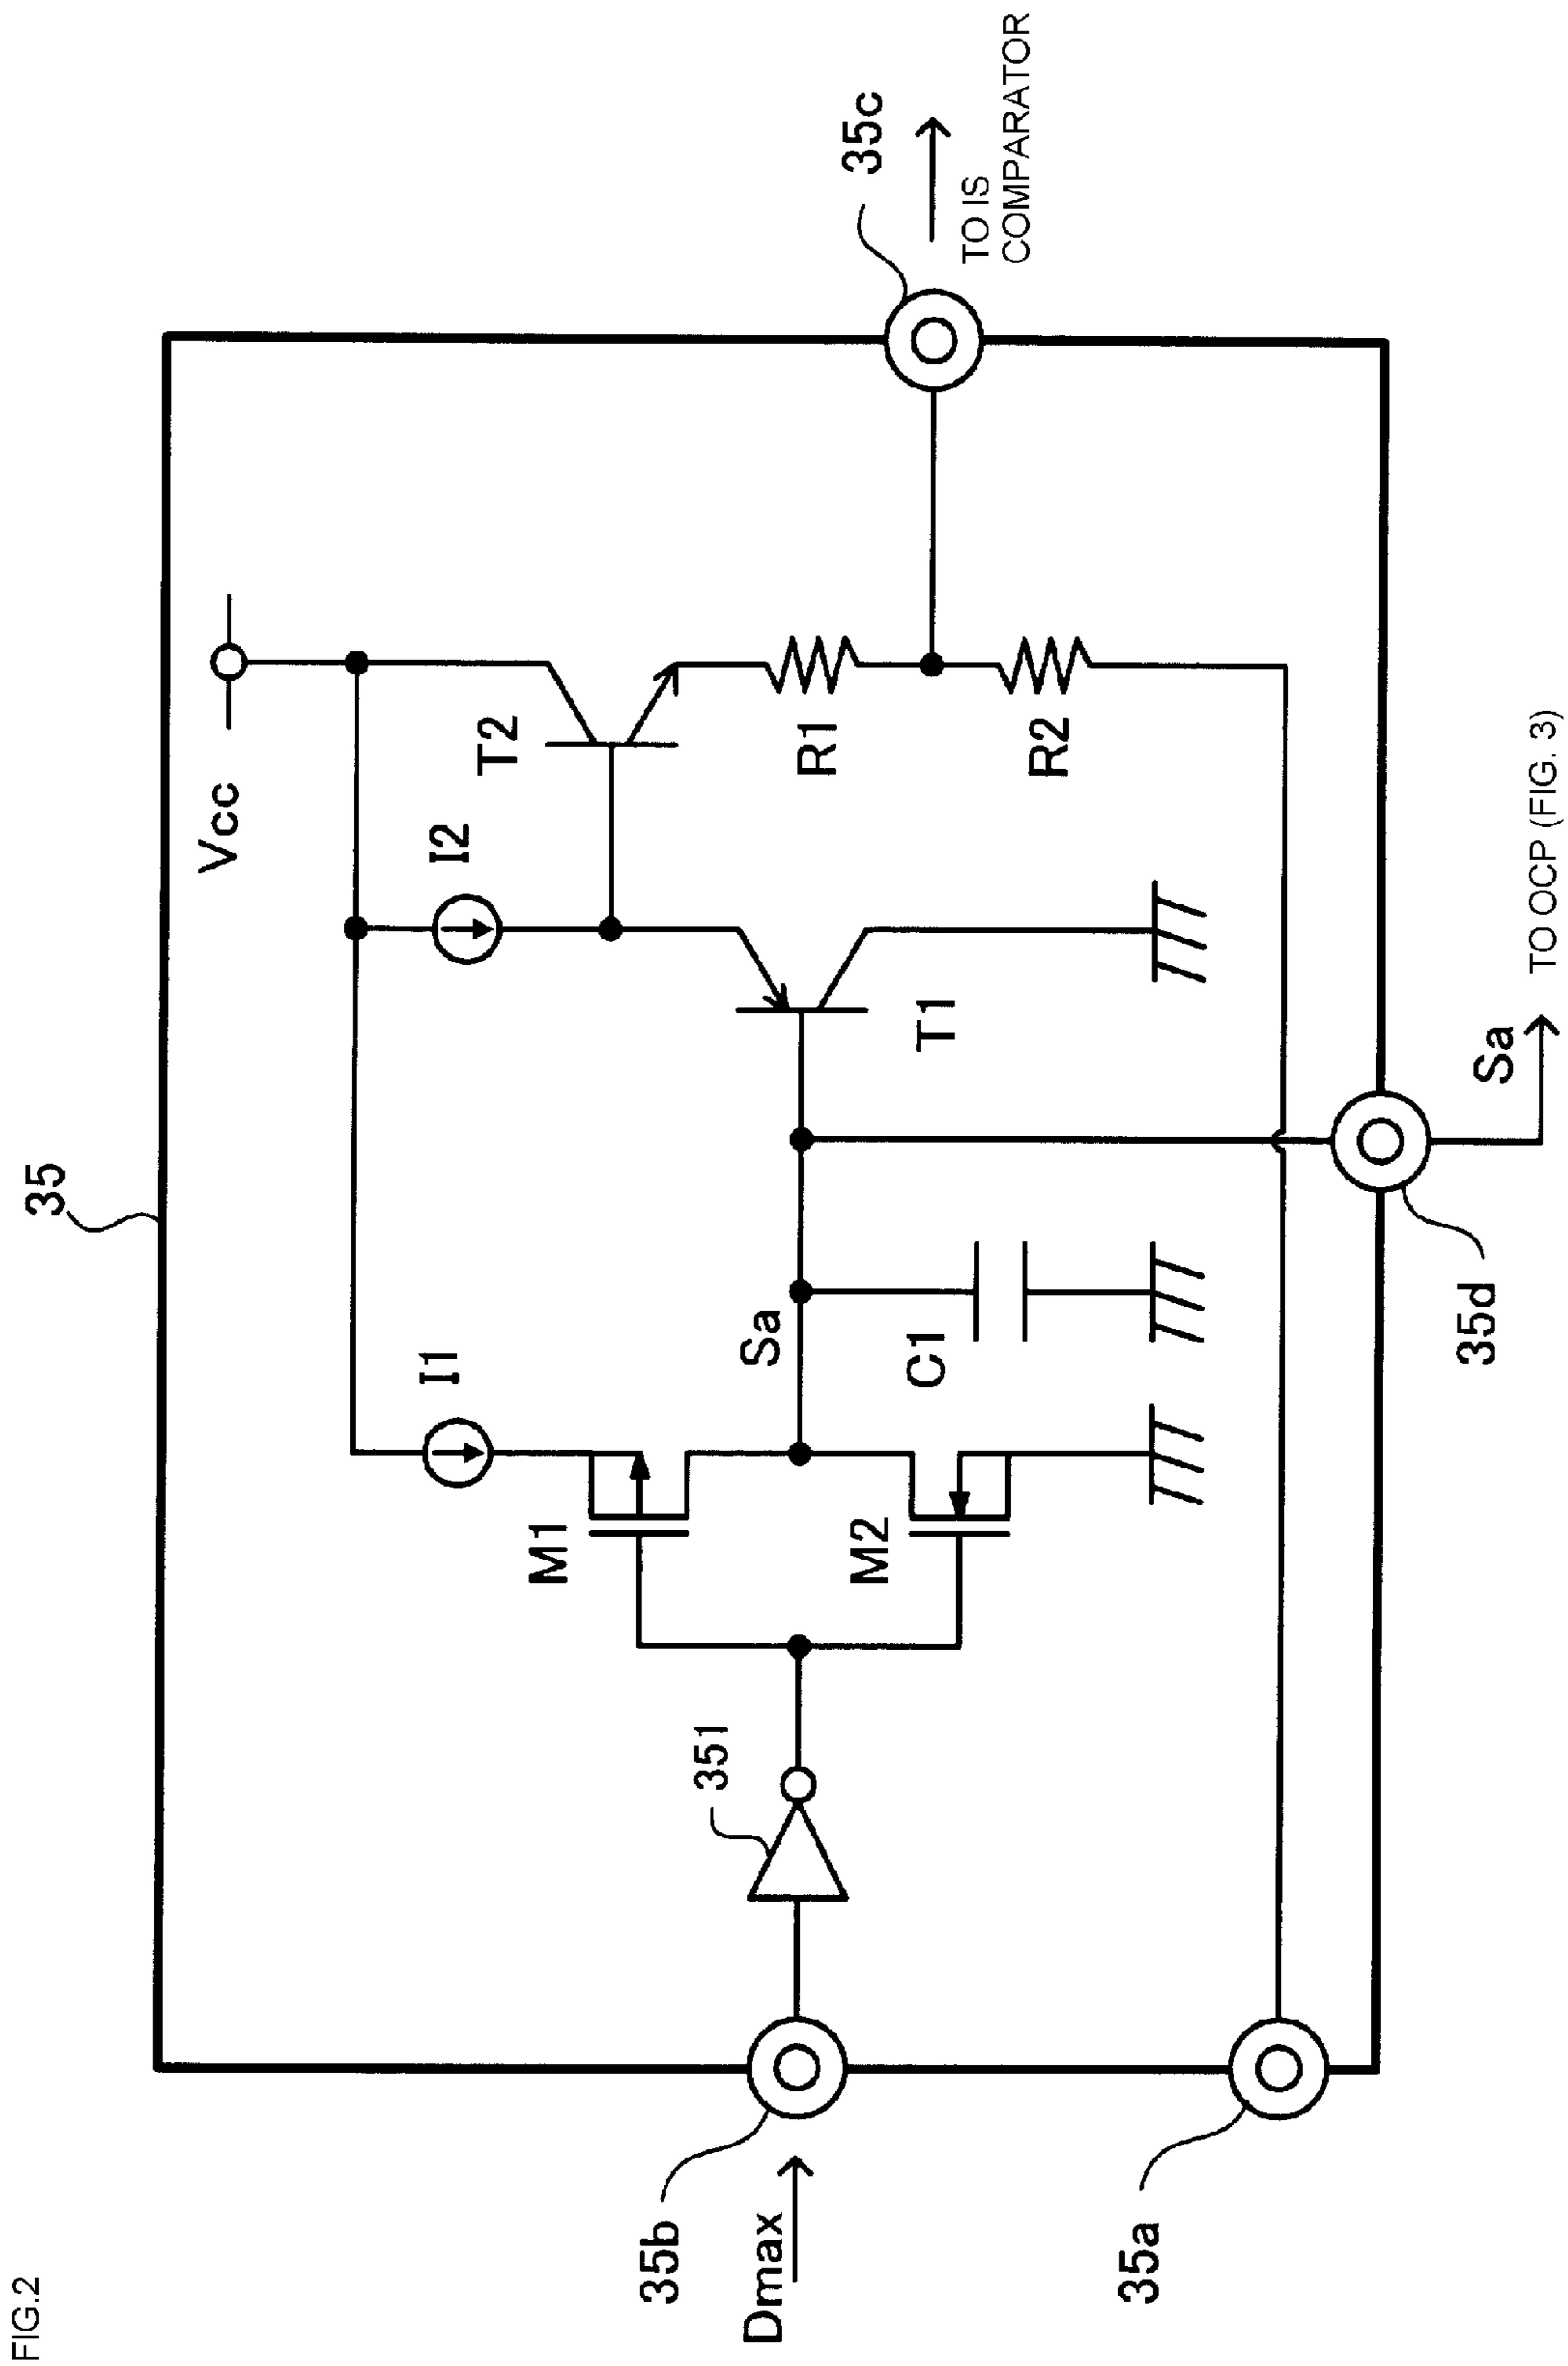 FIG.2
35
Vcc
I1
I2
T2
M1
Sa
T1
R1
35c
TO IS
COMPARATOR
351
M2
C1
R2
35b
Dmax
35a
35d
Sa
TO OCP (FIG. 3)